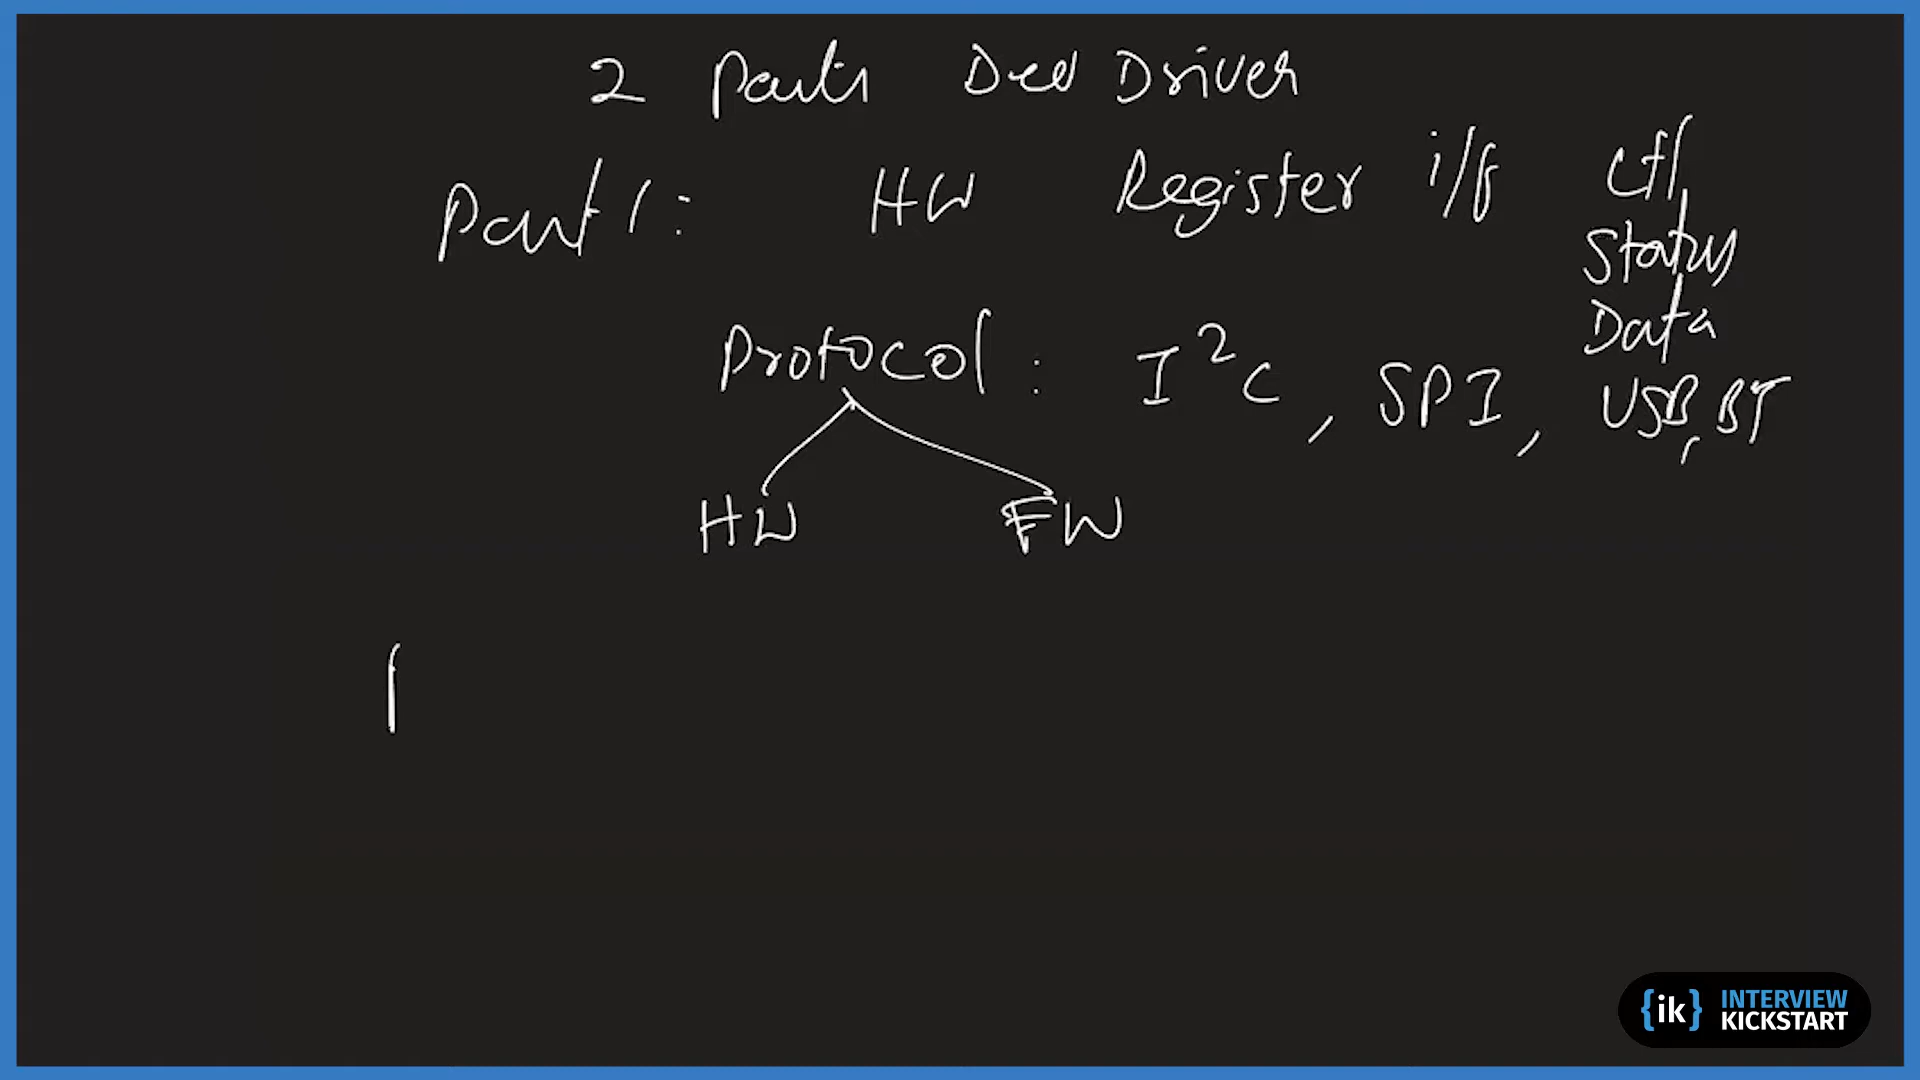 2 Parts Dev Driver
Part 1: HW Register i/f Ctl,
Status,
Data
Protocol: I²C, SPI, USB, BT
HW FW
{ik} INTERVIEW
KICKSTART